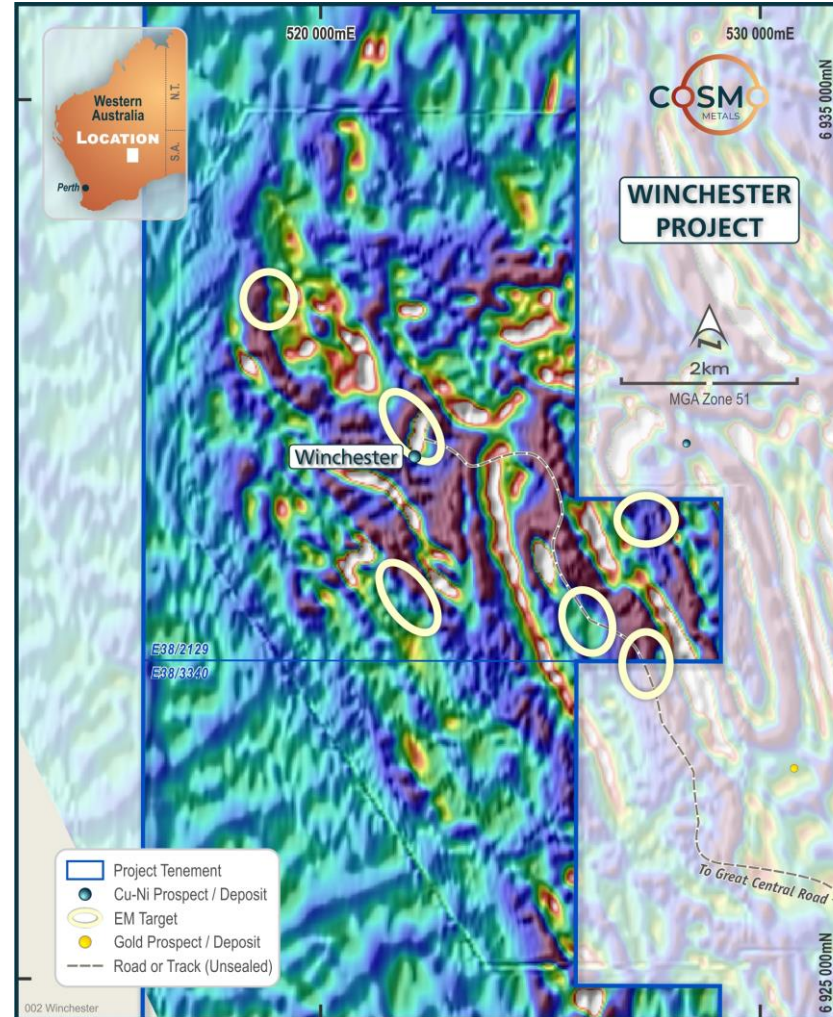 520 000mE
530 000mE
Western
Australia
LOCATION
N.T.
S.A.
Perth
COSMO
METALS
6 935 000mN
WINCHESTER
PROJECT
N
2km
MGA Zone 51
Winchester
E38/2129
E38/3340
Project Tenement
Cu-Ni Prospect / Deposit
EM Target
Gold Prospect / Deposit
Road or Track (Unsealed)
To Great Central Road
6 925 000mN
002 Winchester